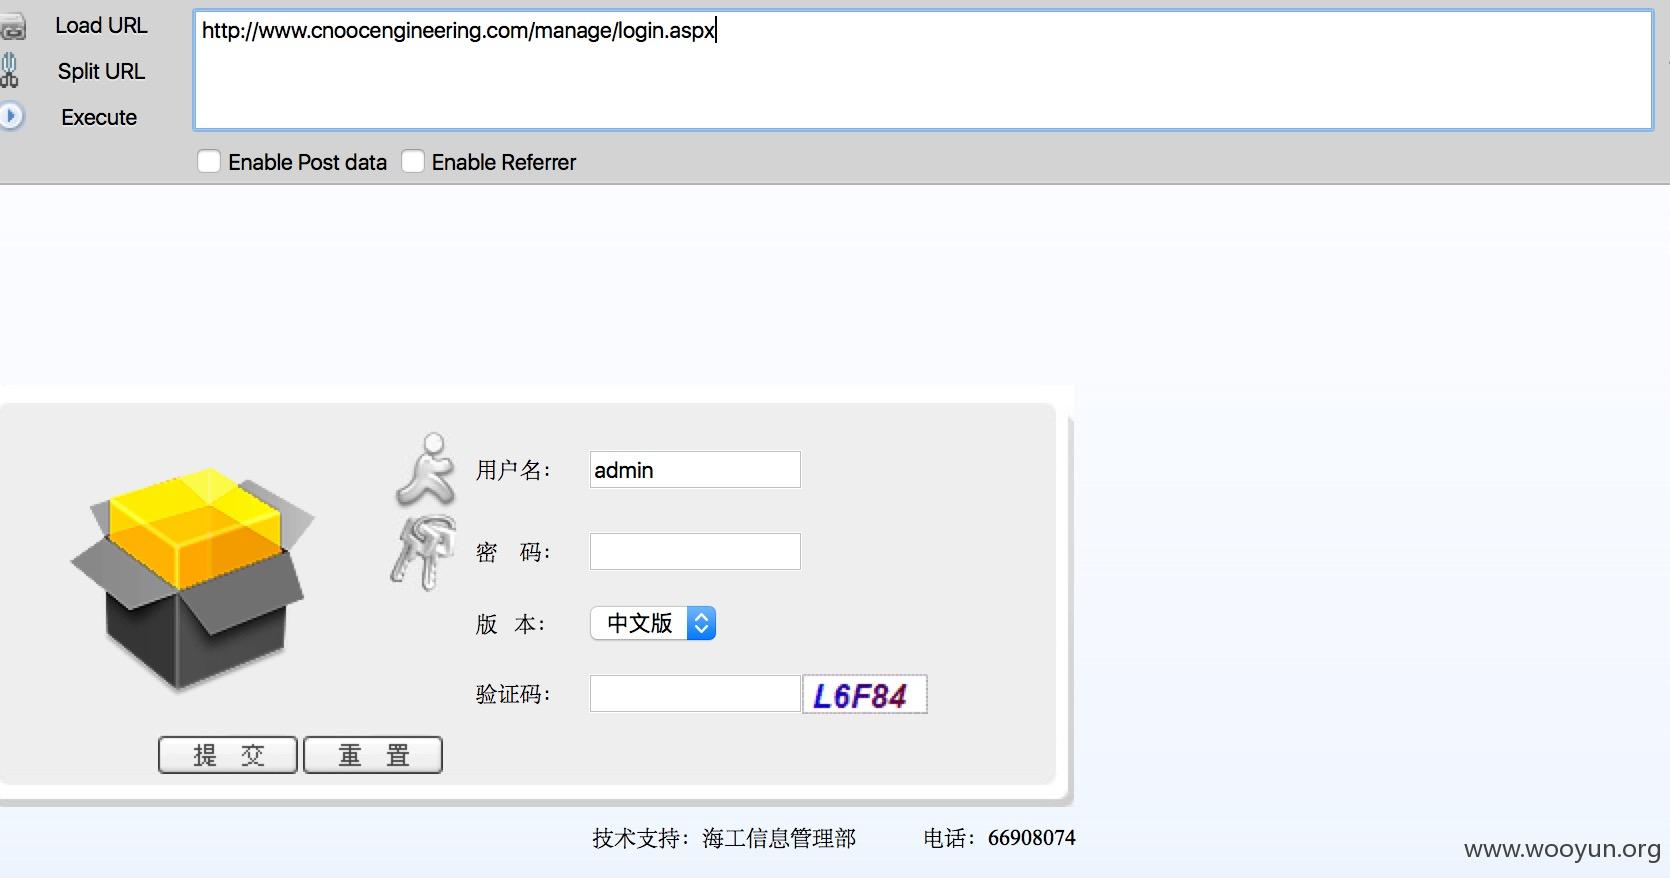 Load URL
http://www.cnoocengineering.com/manage/login.aspx
Split URL
Execute
Enable Post data Enable Referrer
用户名： admin
密 码：
版 本： 中文版
验证码： L6F84
提 交 重 置
技术支持：海工信息管理部 电话：66908074
www.wooyun.org